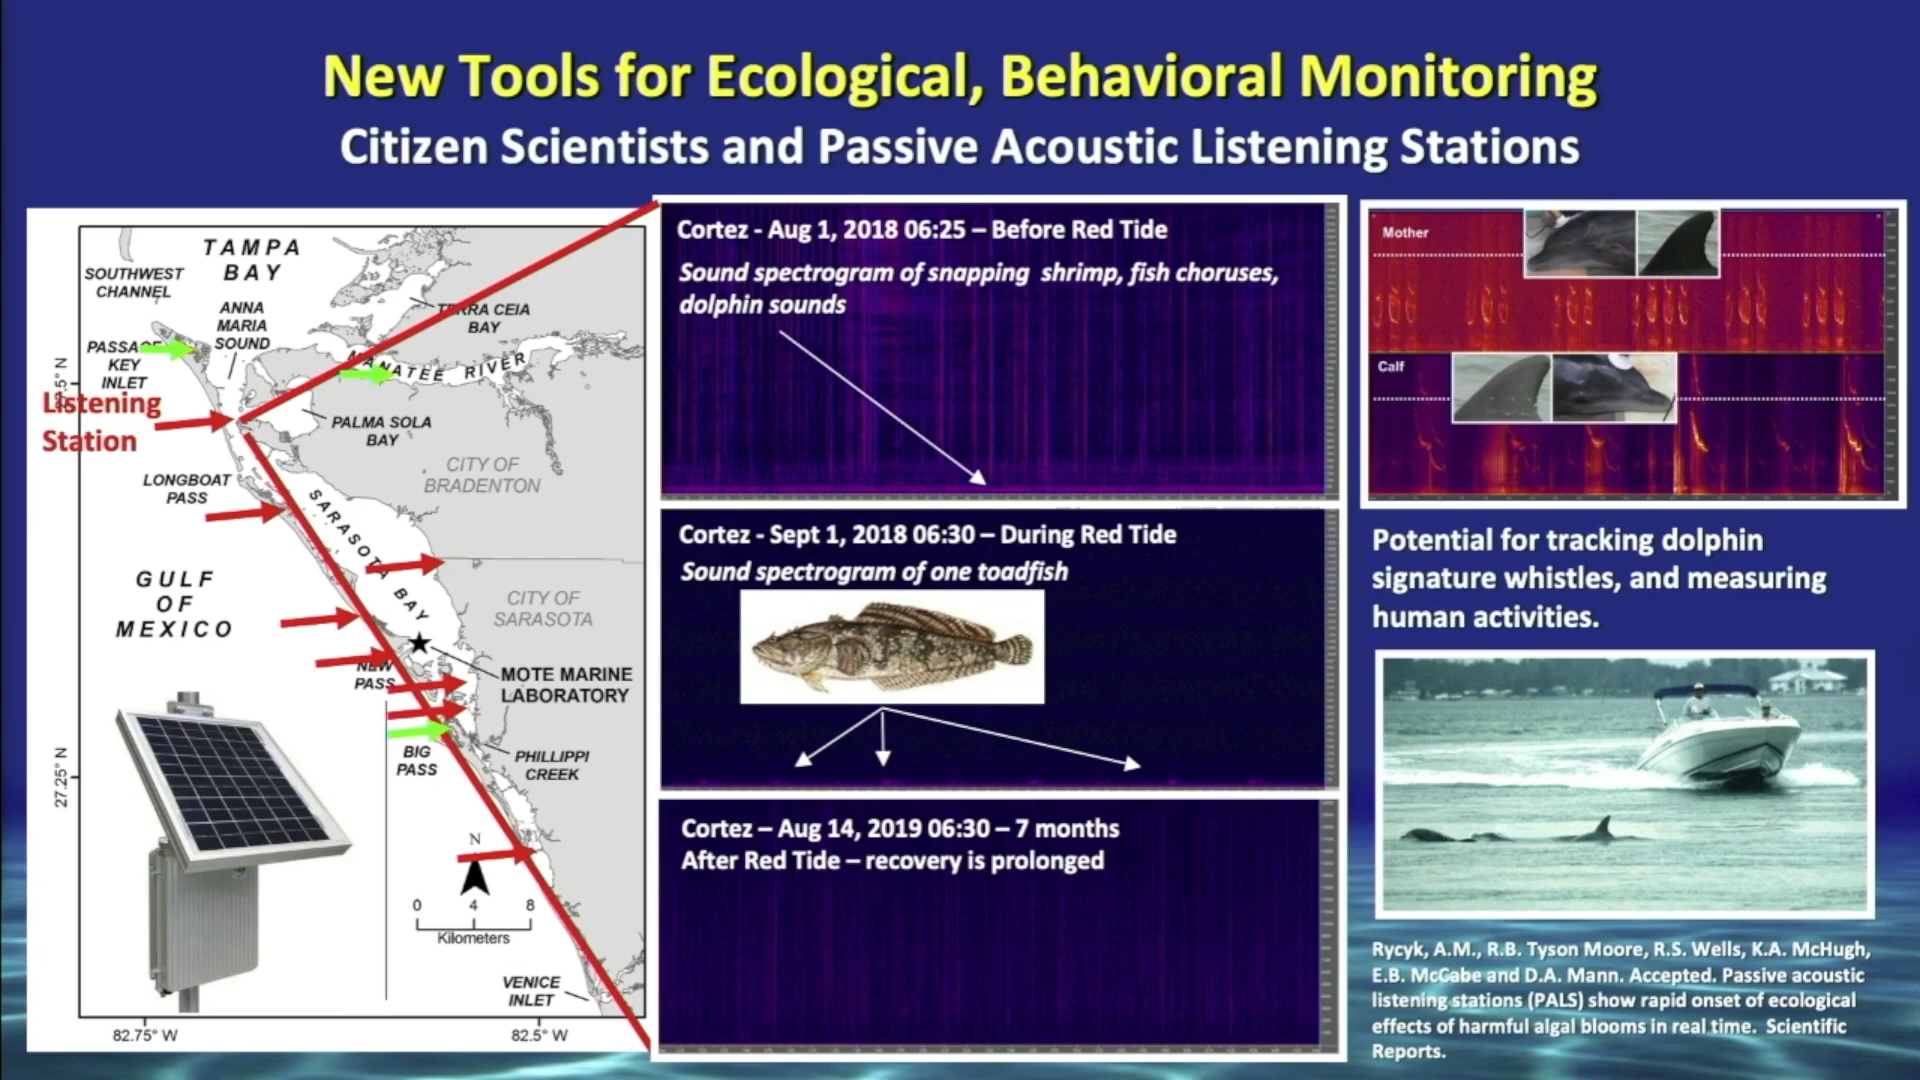 New Tools for Ecological, Behavioral Monitoring
Citizen Scientists and Passive Acoustic Listening Stations
TAMPA
BAY
SOUTHWEST
CHANNEL
ANNA
MARIA
SOUND
TERRA CEIA
BAY
PASSAGE
KEY
INLET
MANATEE RIVER
Listening
Station
PALMA SOLA
BAY
CITY OF
BRADENTON
LONGBOAT
PASS
SARASOTA BAY
GULF
OF
MEXICO
CITY OF
SARASOTA
NEW
PASS
MOTE MARINE
LABORATORY
BIG
PASS
PHILLIPPI
CREEK
27.25° N
N
0 4 8
Kilometers
VENICE
INLET
82.75° W
82.5° W
Cortez - Aug 1, 2018 06:25 – Before Red Tide
Sound spectrogram of snapping shrimp, fish choruses,
dolphin sounds
Cortez - Sept 1, 2018 06:30 – During Red Tide
Sound spectrogram of one toadfish
Cortez – Aug 14, 2019 06:30 – 7 months
After Red Tide – recovery is prolonged
Mother
Calf
Potential for tracking dolphin
signature whistles, and measuring
human activities.
Rycyk, A.M., R.B. Tyson Moore, R.S. Wells, K.A. McHugh,
E.B. McCabe and D.A. Mann. Accepted. Passive acoustic
listening stations (PALS) show rapid onset of ecological
effects of harmful algal blooms in real time. Scientific
Reports.